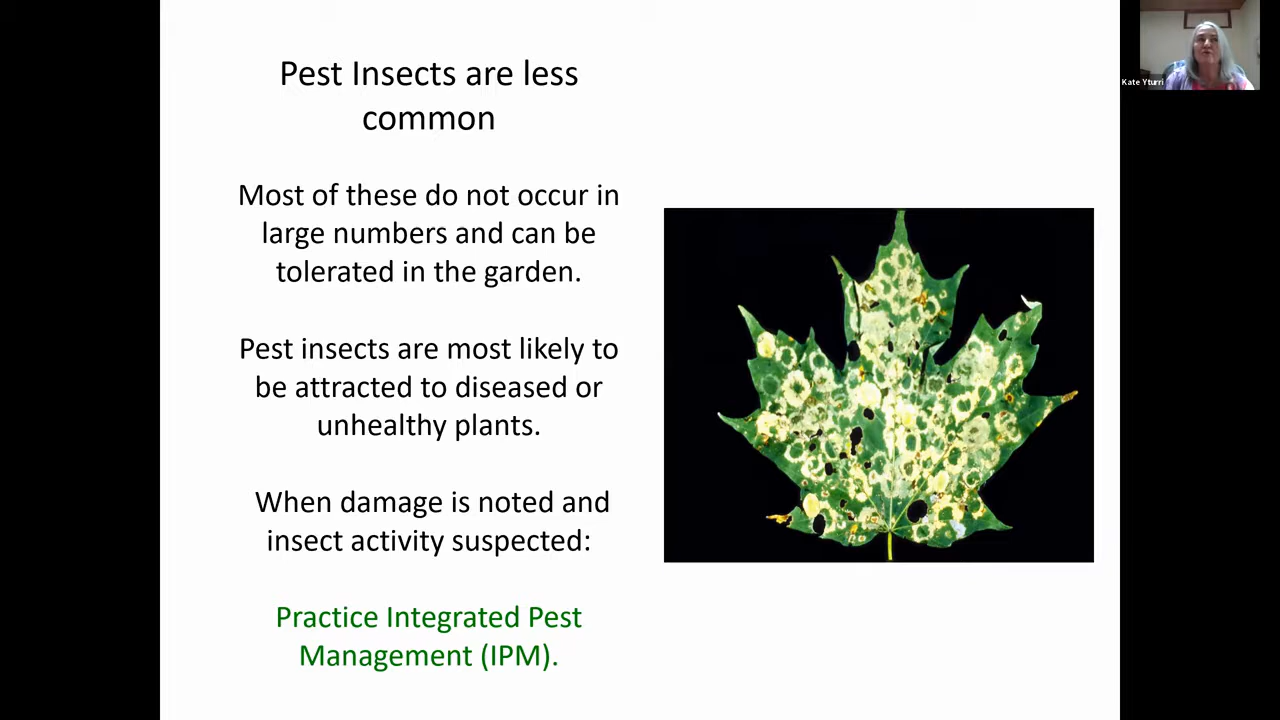 Pest Insects are less
common
Most of these do not occur in
large numbers and can be
tolerated in the garden.
Pest insects are most likely to
be attracted to diseased or
unhealthy plants.
When damage is noted and
insect activity suspected:
Practice Integrated Pest
Management (IPM).
Kate Yturri